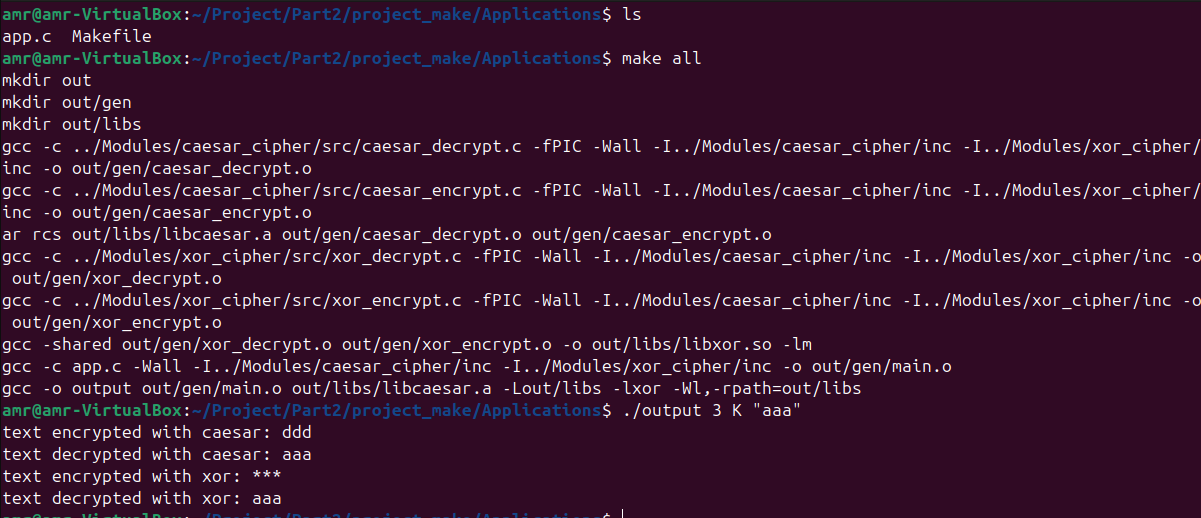 amr@amr-VirtualBox:~/Project/Part2/project_make/Applications$ ls
app.c  Makefile
amr@amr-VirtualBox:~/Project/Part2/project_make/Applications$ make all
mkdir out
mkdir out/gen
mkdir out/libs
gcc -c ../Modules/caesar_cipher/src/caesar_decrypt.c -fPIC -Wall -I../Modules/caesar_cipher/inc -I../Modules/xor_cipher/
inc -o out/gen/caesar_decrypt.o
gcc -c ../Modules/caesar_cipher/src/caesar_encrypt.c -fPIC -Wall -I../Modules/caesar_cipher/inc -I../Modules/xor_cipher/
inc -o out/gen/caesar_encrypt.o
ar rcs out/libs/libcaesar.a out/gen/caesar_decrypt.o out/gen/caesar_encrypt.o
gcc -c ../Modules/xor_cipher/src/xor_decrypt.c -fPIC -Wall -I../Modules/caesar_cipher/inc -I../Modules/xor_cipher/inc -o
 out/gen/xor_decrypt.o
gcc -c ../Modules/xor_cipher/src/xor_encrypt.c -fPIC -Wall -I../Modules/caesar_cipher/inc -I../Modules/xor_cipher/inc -o
 out/gen/xor_encrypt.o
gcc -shared out/gen/xor_decrypt.o out/gen/xor_encrypt.o -o out/libs/libxor.so -lm
gcc -c app.c -Wall -I../Modules/caesar_cipher/inc -I../Modules/xor_cipher/inc -o out/gen/main.o
gcc -o output out/gen/main.o out/libs/libcaesar.a -Lout/libs -lxor -Wl,-rpath=out/libs
amr@amr-VirtualBox:~/Project/Part2/project_make/Applications$ ./output 3 K "aaa"
text encrypted with caesar: ddd
text decrypted with caesar: aaa
text encrypted with xor: ***
text decrypted with xor: aaa
amr@amr-VirtualBox:~/Project/Part2/project_make/Applications$